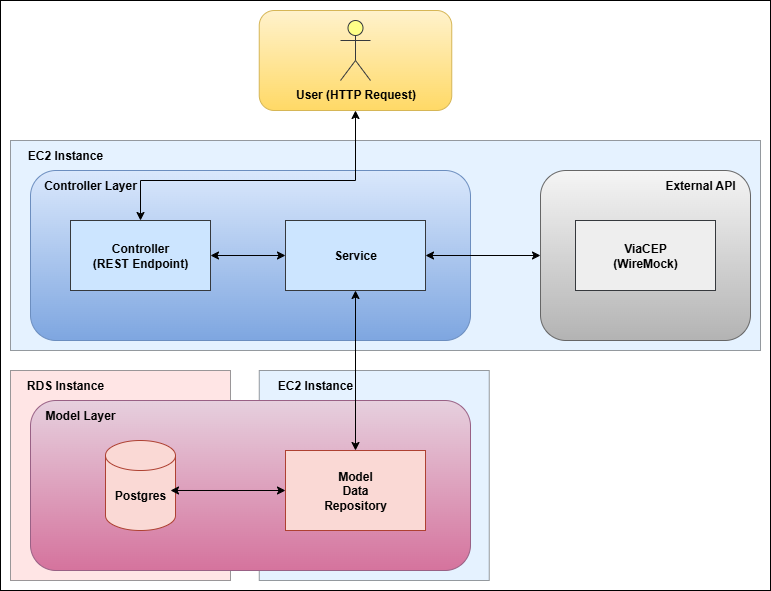 User (HTTP Request)
EC2 Instance
Controller Layer
External API
Controller
(REST Endpoint)
Service
ViaCEP
(WireMock)
RDS Instance
EC2 Instance
Model Layer
Postgres
Model
Data
Repository